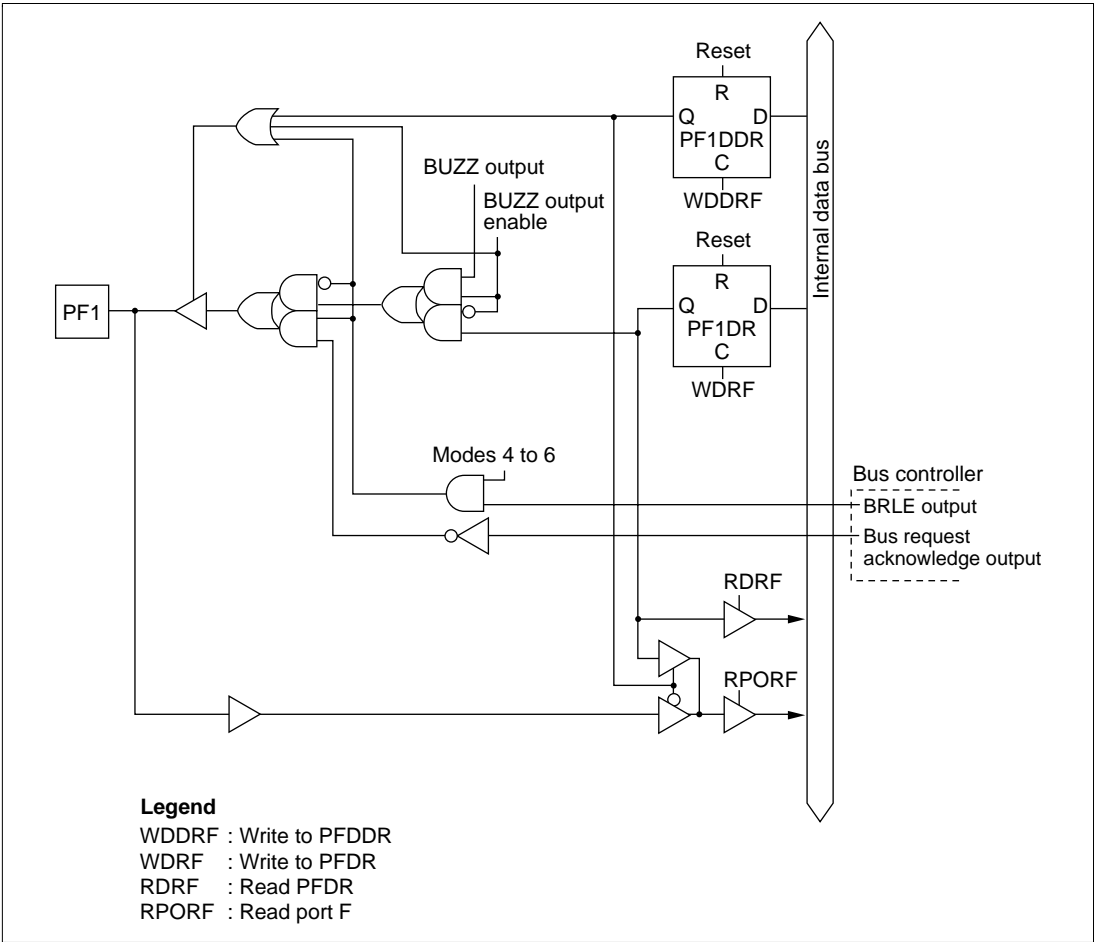 Reset
R
Q D
PF1DDR
C
WDDRF
BUZZ output
BUZZ output
enable
Internal data bus
Reset
R
Q D
PF1DR
C
WDRF
PF1
Modes 4 to 6
Bus controller
BRLE output
Bus request
acknowledge output
RDRF
RPORF
Legend
WDDRF : Write to PFDDR
WDRF : Write to PFDR
RDRF : Read PFDR
RPORF : Read port F